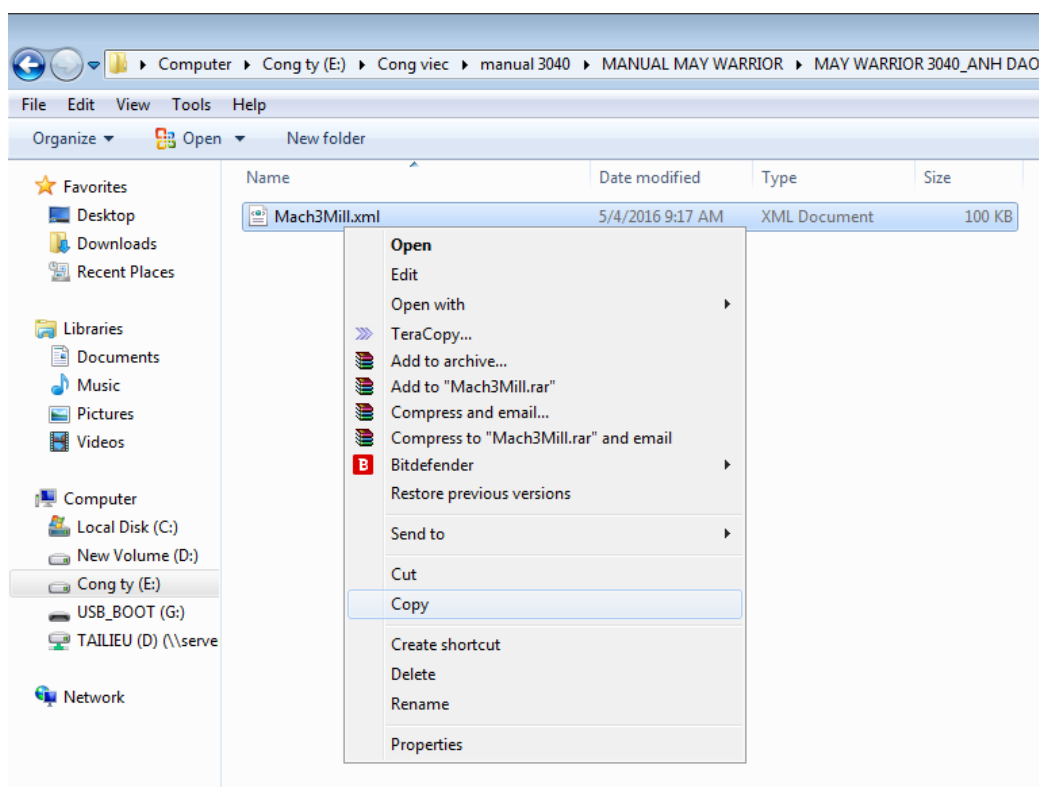 Computer ▸ Cong ty (E:) ▸ Cong viec ▸ manual 3040 ▸ MANUAL MAY WARRIOR ▸ MAY WARRIOR 3040_ANH DAO
File Edit View Tools Help
Organize Open New folder
Favorites
Desktop
Downloads
Recent Places
Libraries
Documents
Music
Pictures
Videos
Computer
Local Disk (C:)
New Volume (D:)
Cong ty (E:)
USB_BOOT (G:)
TAILIEU (D) (\\serve
Network
Name Date modified Type Size
Mach3Mill.xml 5/4/2016 9:17 AM XML Document 100 KB
Open
Edit
Open with
TeraCopy...
Add to archive...
Add to "Mach3Mill.rar"
Compress and email...
Compress to "Mach3Mill.rar" and email
B Bitdefender
Restore previous versions
Send to
Cut
Copy
Create shortcut
Delete
Rename
Properties